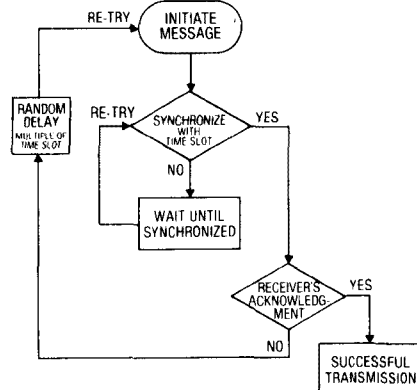 RE-TRY
INITIATE
MESSAGE
RANDOM
DELAY
MULTIPLE OF
TIME SLOT
RE-TRY
SYNCHRONIZE
WITH
TIME SLOT
YES
NO
WAIT UNTIL
SYNCHRONIZED
RECEIVER'S
ACKNOWLEDG-
MENT
YES
NO
SUCCESSFUL
TRANSMISSION